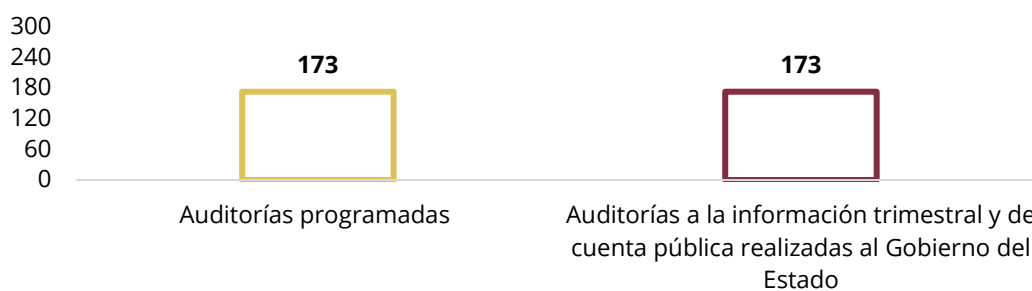 300
240
180
120
60
0
173
173
Auditorías programadas
Auditorías a la información trimestral y de
cuenta pública realizadas al Gobierno del
Estado